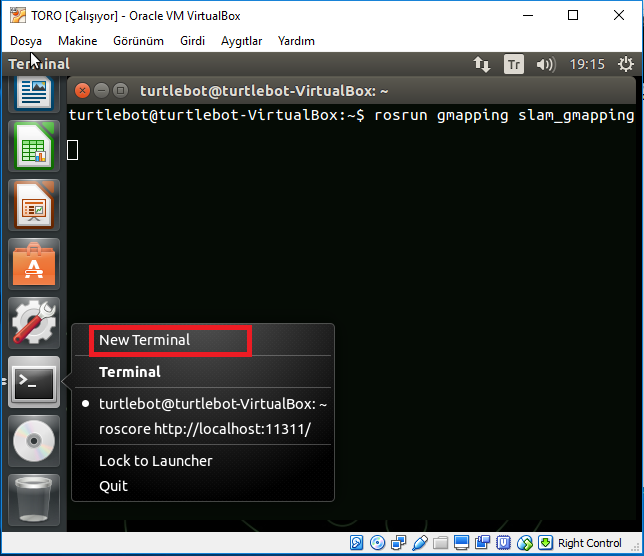 TORO [Çalışıyor] - Oracle VM VirtualBox
Dosya Makine Görünüm Girdi Aygıtlar Yardım
Terminal Tr 19:15
turtlebot@turtlebot-VirtualBox: ~
turtlebot@turtlebot-VirtualBox:~$ rosrun gmapping slam_gmapping
New Terminal
Terminal
turtlebot@turtlebot-VirtualBox: ~
roscore http://localhost:11311/
Lock to Launcher
Quit
Right Control